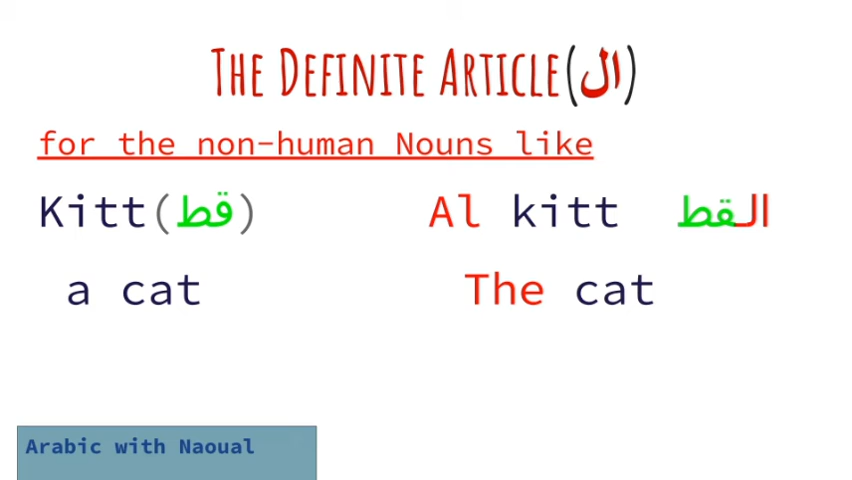 The Definite Article(ال)
for the non-human Nouns like
Kitt(قط)
Al kitt القط
a cat
The cat
Arabic with Naoual